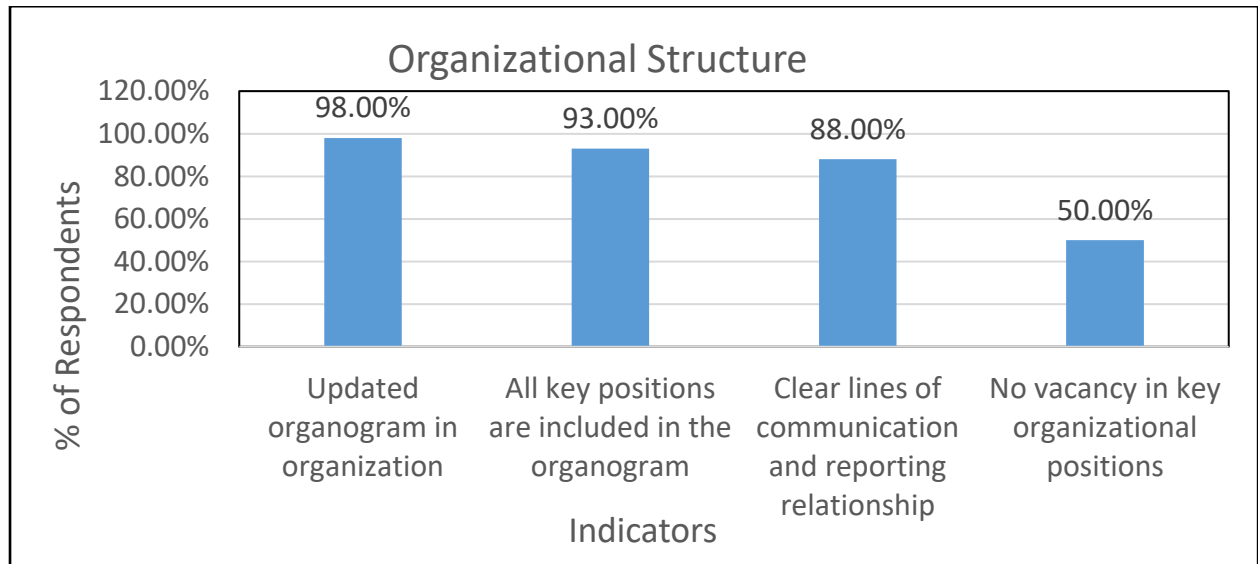 Organizational Structure
120.00%
100.00%
80.00%
60.00%
40.00%
20.00%
0.00%
% of Respondents
98.00%
93.00%
88.00%
50.00%
Updated
organogram in
organization
All key positions
are included in the
organogram
Clear lines of
communication
and reporting
relationship
No vacancy in key
organizational
positions
Indicators